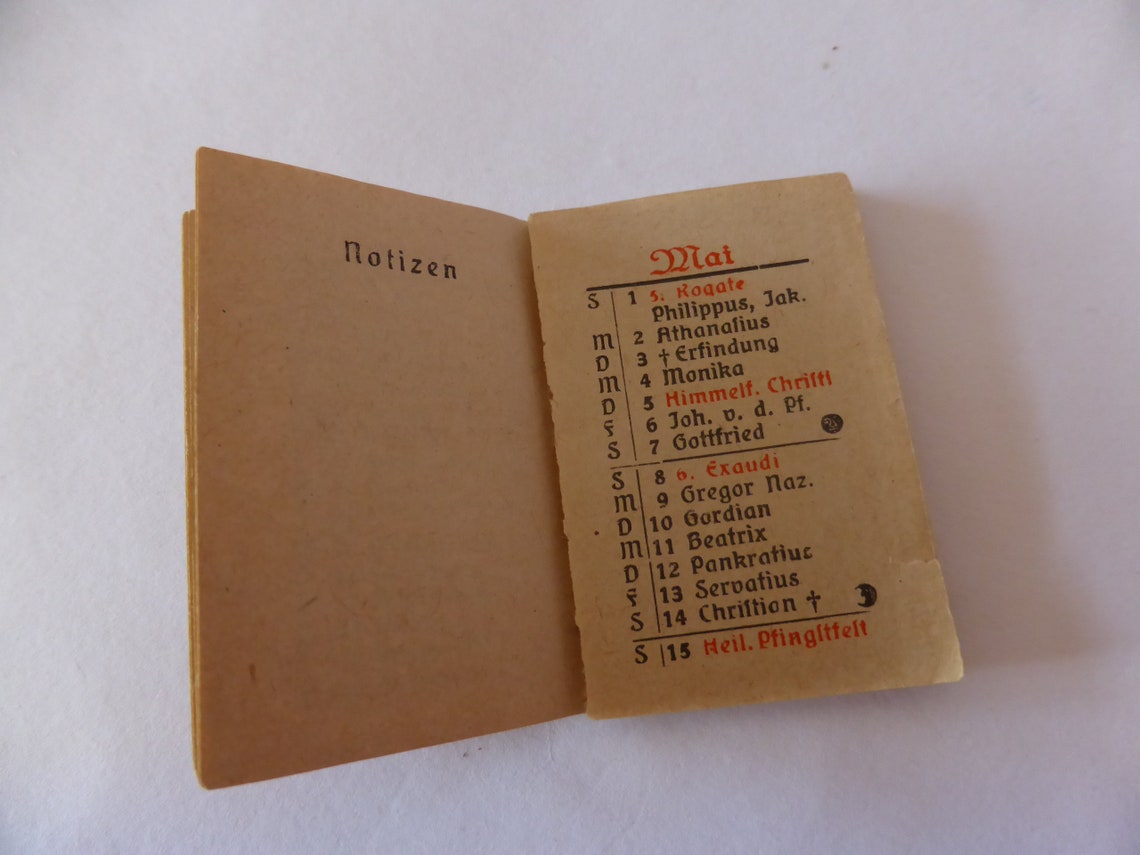 Notizen
Mai
S 1 5. Rogate
Philippus, Jak.
M 2 Athanaſius
D 3 † Erfindung
M 4 Monika
D 5 Himmelf. Chriſti
F 6 Joh. v. d. Pf.
S 7 Gottfried
S 8 6. Exaudi
M 9 Gregor Naz.
D 10 Gordian
M 11 Beatrix
D 12 Pankratius
F 13 Servatius
S 14 Chriſtian †
S 15 Heil. Pfingſtfeſt